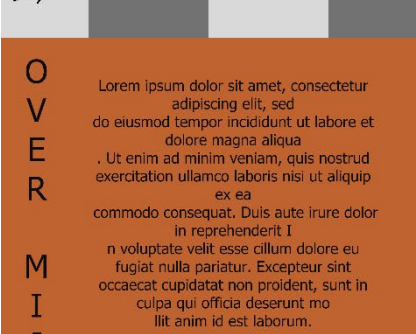 O
V
E
R
M
I
Lorem ipsum dolor sit amet, consectetur
adipiscing elit, sed
do eiusmod tempor incididunt ut labore et
dolore magna aliqua
. Ut enim ad minim veniam, quis nostrud
exercitation ullamco laboris nisi ut aliquip
ex ea
commodo consequat. Duis aute irure dolor
in reprehenderit I
n voluptate velit esse cillum dolore eu
fugiat nulla pariatur. Excepteur sint
occaecat cupidatat non proident, sunt in
culpa qui officia deserunt mo
llit anim id est laborum.